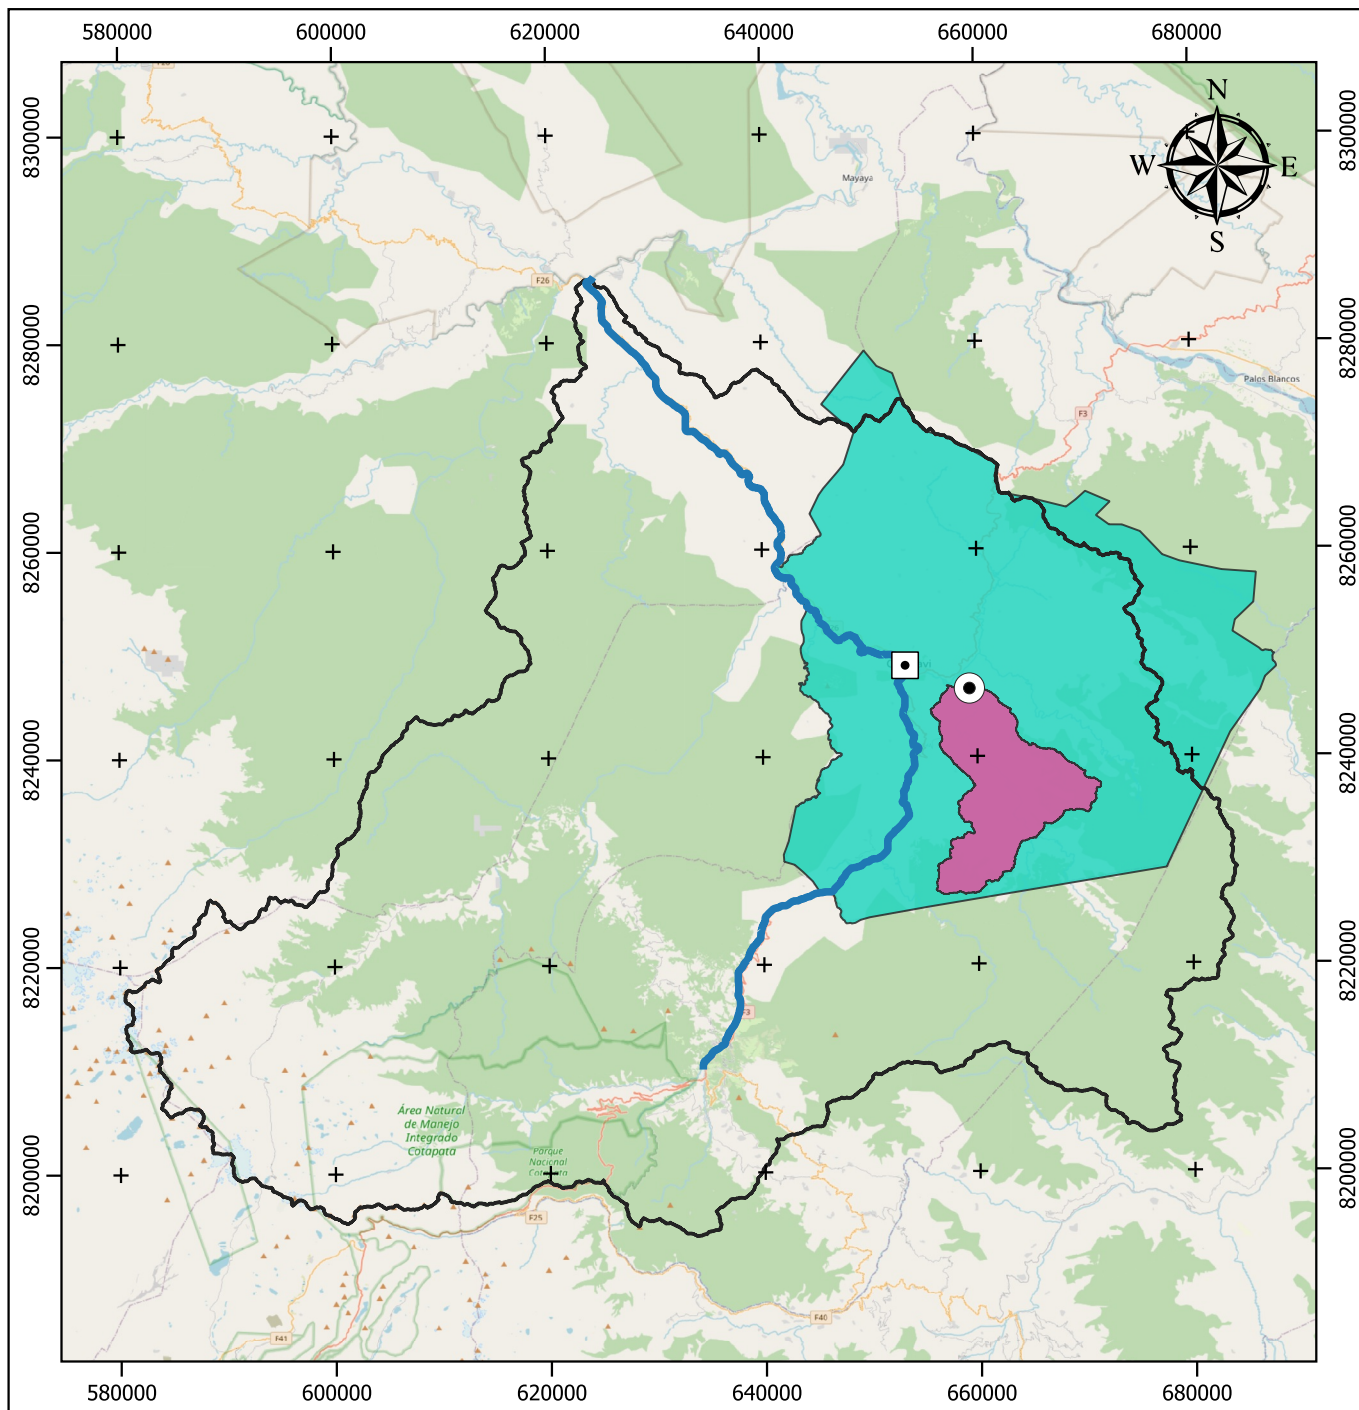 580000 600000 620000 640000 660000 680000
N
W E
S
8300000 8300000
F26
Mayaya
F26
8280000 8280000
Palos Blancos
F3
8260000 8260000
8240000 8240000
8220000 8220000
F3
Área Natural
de Manejo
Integrado
Cotapata
Parque
Nacional
Cotapata
8200000 8200000
F25
F40
F41
580000 600000 620000 640000 660000 680000